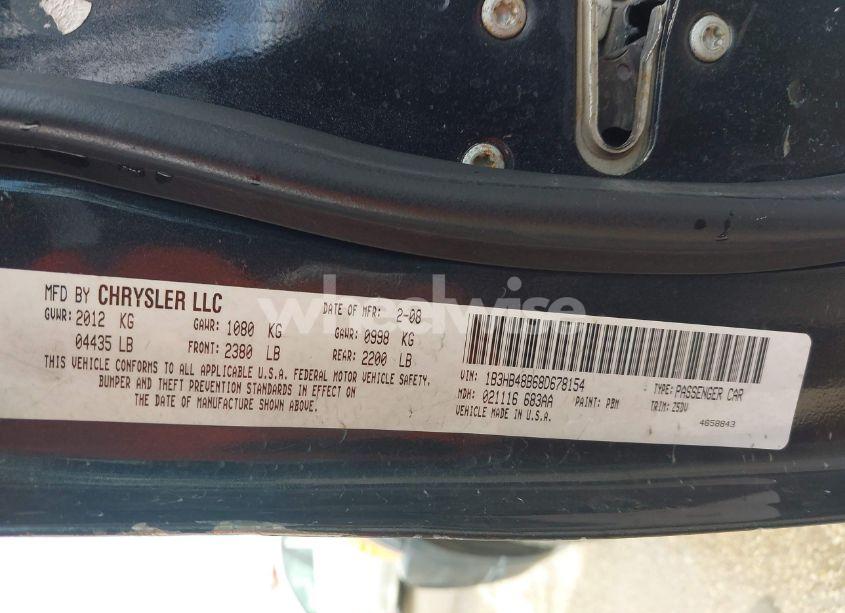 MFD BY CHRYSLER LLC DATE OF MFR: 2-08
GVWR: 2012 KG GAWR: 1080 KG GAWR: 0998 KG
04435 LB FRONT: 2380 LB REAR: 2200 LB
THIS VEHICLE CONFORMS TO ALL APPLICABLE U.S.A. FEDERAL MOTOR VEHICLE SAFETY,
BUMPER AND THEFT PREVENTION STANDARDS IN EFFECT ON
THE DATE OF MANUFACTURE SHOWN ABOVE.
VIN: 1B3HB48B68D678154 TYPE: PASSENGER CAR
MDH: 021116 683AA PAINT: PBM TRIM: Z5DV
VEHICLE MADE IN U.S.A. 4658843
wheelwise